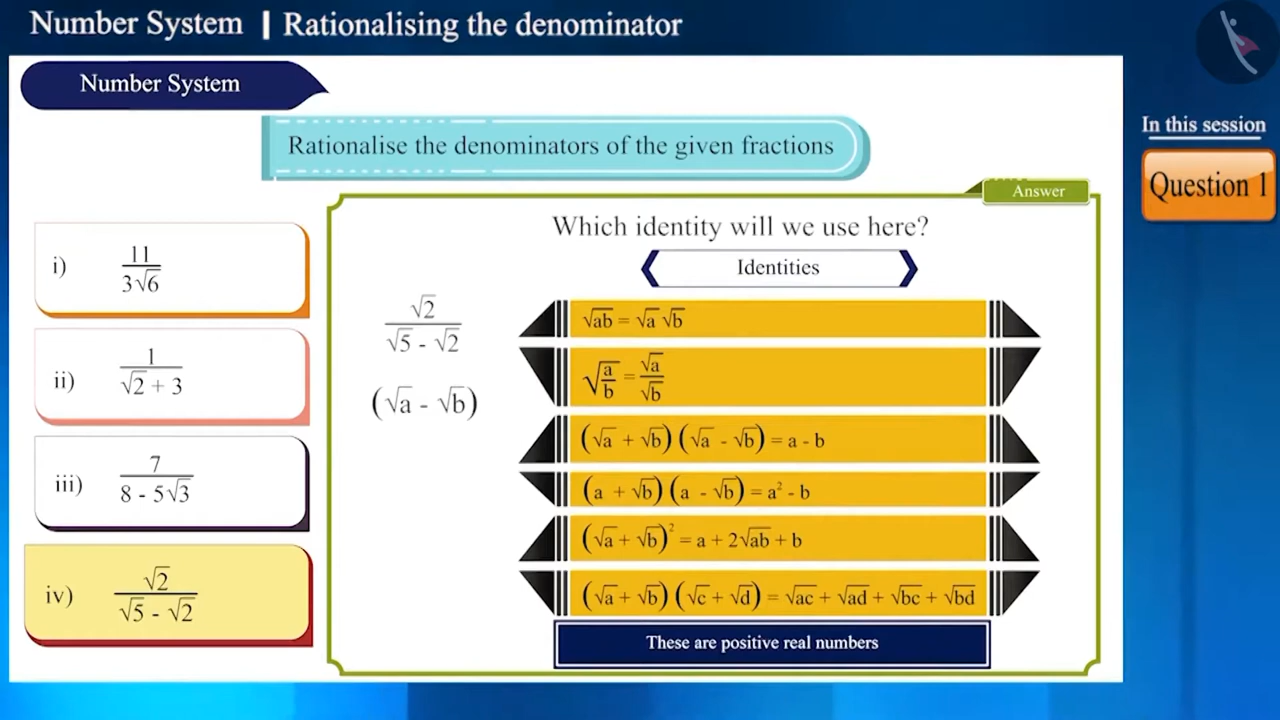 Number System | Rationalising the denominator
Number System
In this session
Question 1
Rationalise the denominators of the given fractions
Answer
i) 11/3√6
ii) 1/√2 + 3
iii) 7/8 - 5√3
iv) √2/√5 - √2
√2/√5 - √2
(√a - √b)
Which identity will we use here?
Identities
√ab = √a √b
√a/b = √a/√b
(√a + √b) (√a - √b) = a - b
(a + √b) (a - √b) = a² - b
(√a + √b)² = a + 2√ab + b
(√a + √b) (√c + √d) = √ac + √ad + √bc + √bd
These are positive real numbers